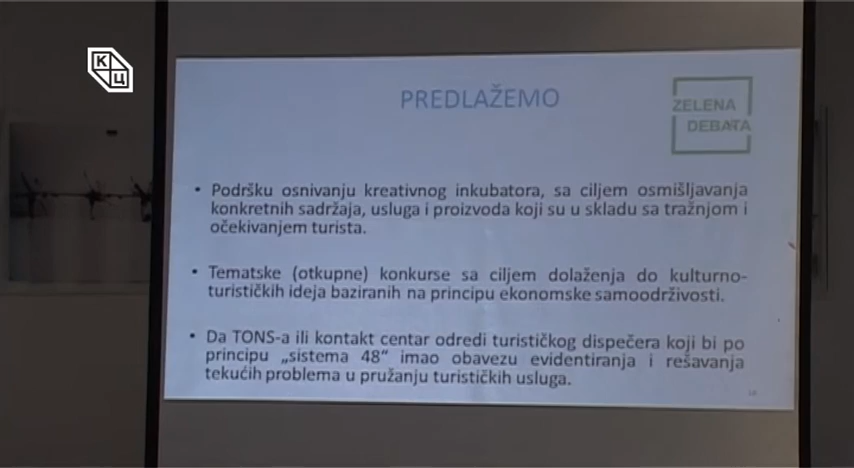 КЦ
PREDLAŽEMO
ZELENA
DEBATA
• Podršku osnivanju kreativnog inkubatora, sa ciljem osmišljavanja
konkretnih sadržaja, usluga i proizvoda koji su u skladu sa tražnjom i
očekivanjem turista.
• Tematske (otkupne) konkurse sa ciljem dolaženja do kulturno-
turističkih ideja baziranih na principu ekonomske samoodrživosti.
• Da TONS-a ili kontakt centar odredi turističkog dispečera koji bi po
principu „sistema 48“ imao obavezu evidentiranja i rešavanja
tekućih problema u pružanju turističkih usluga.